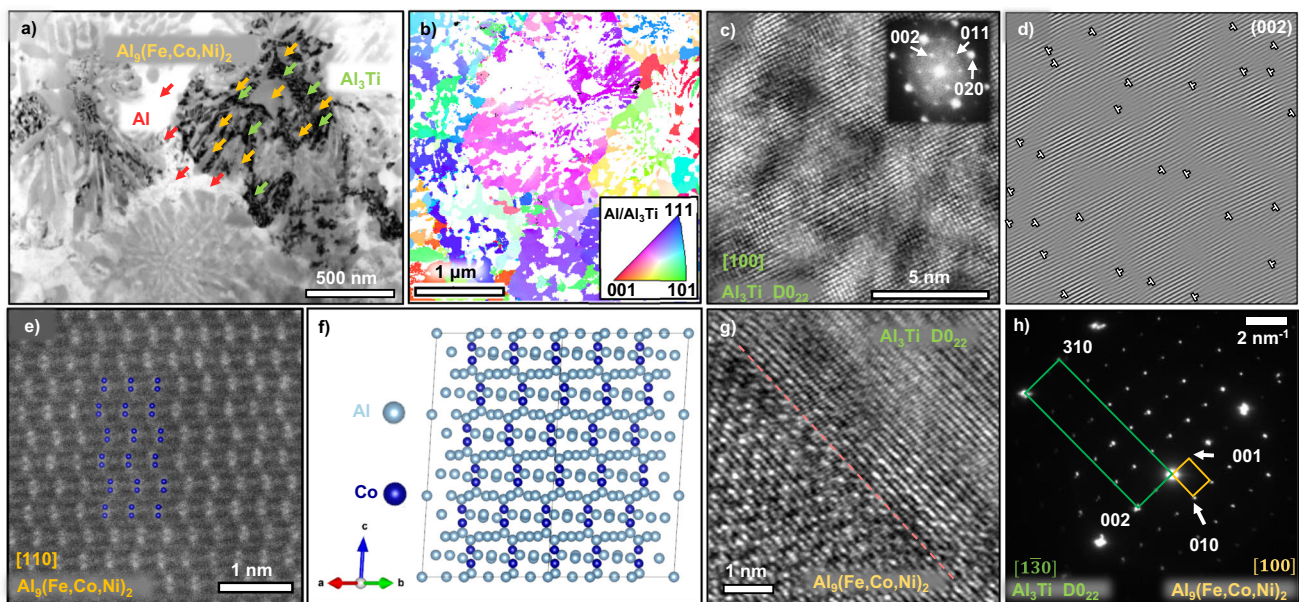 a)
Al₉(Fe,Co,Ni)₂
Al₃Ti
Al
500 nm
b)
Al/Al₃Ti 111
001 101
1 µm
c)
002
011
020
[100]
Al₃Ti D0₂₂
5 nm
d)
(002)
e)
[110]
Al₉(Fe,Co,Ni)₂
1 nm
f)
Al
Co
c
a
b
g)
Al₃Ti D0₂₂
1 nm
Al₉(Fe,Co,Ni)₂
h)
2 nm⁻¹
310
001
002
010
[13̄0̄]
[100]
Al₃Ti D0₂₂
Al₉(Fe,Co,Ni)₂